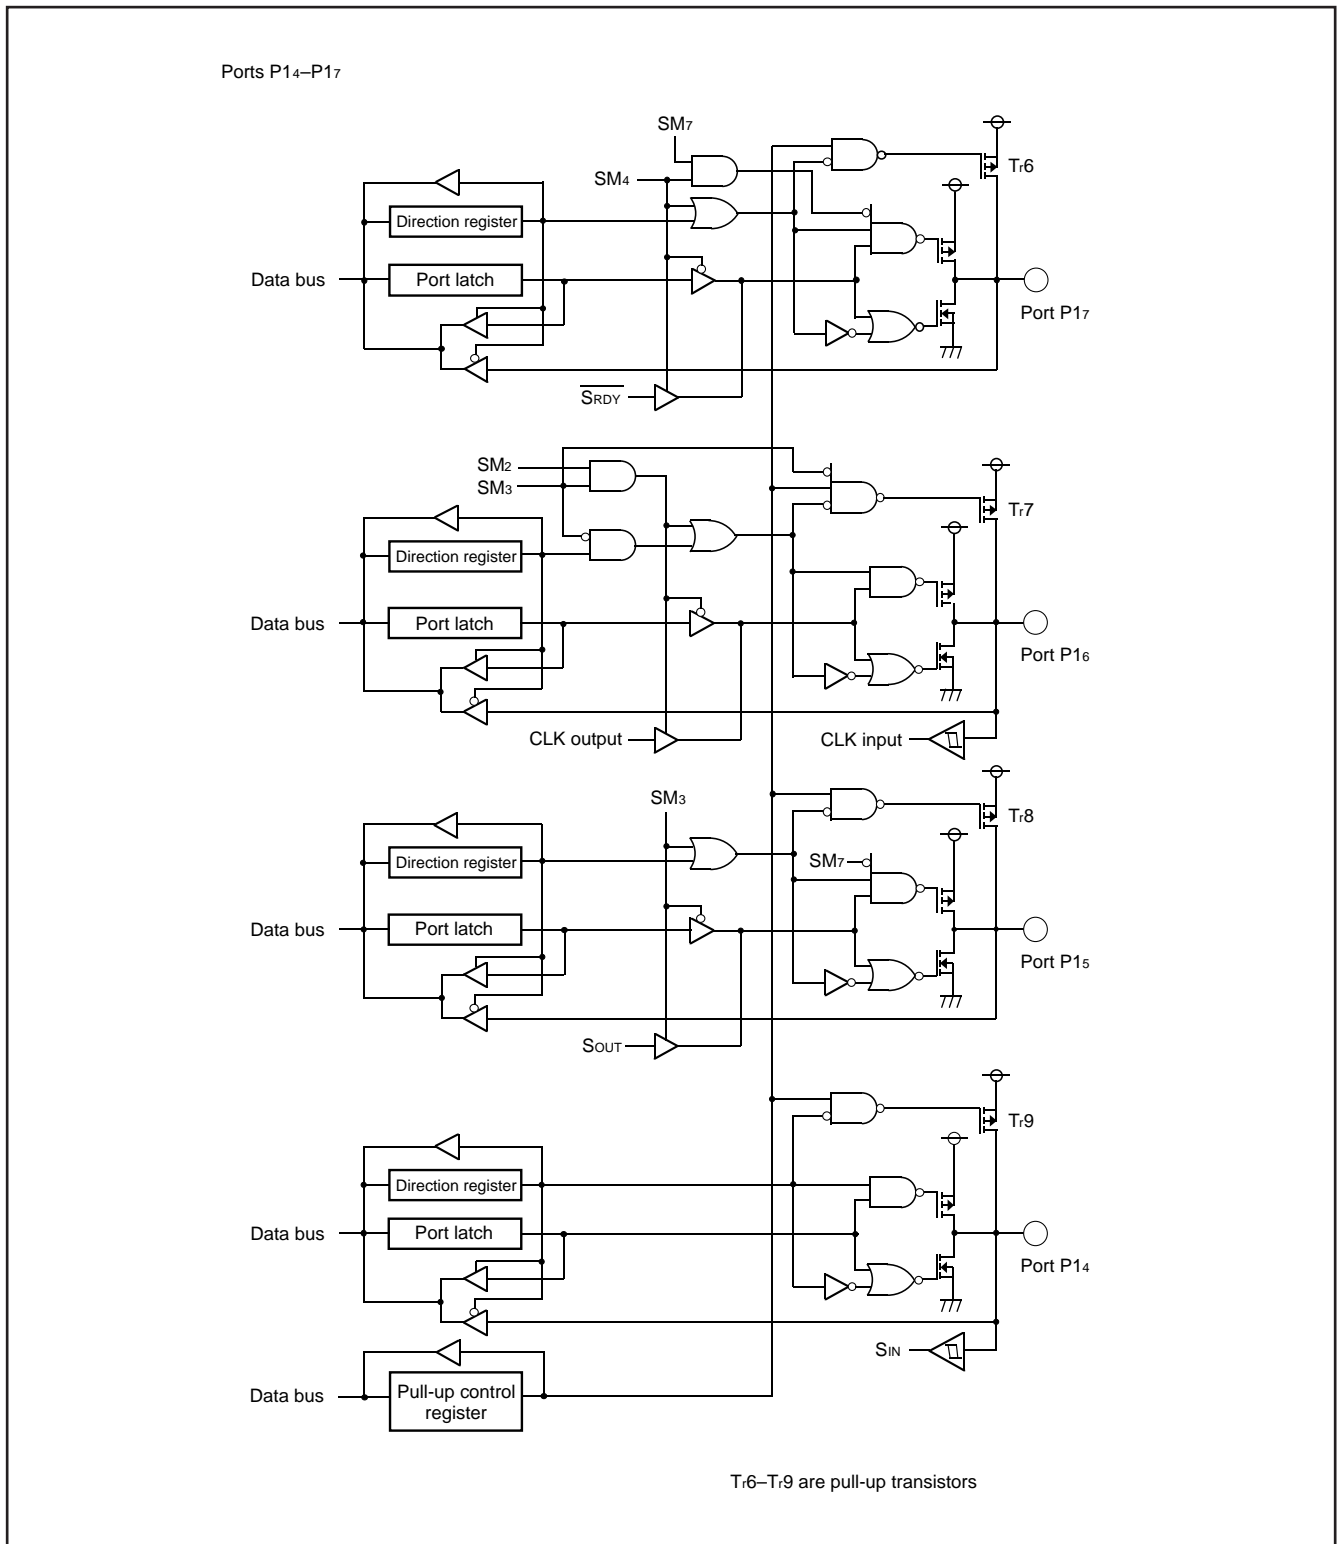 Ports P14–P17
SM7
SM4
Tr6
Direction register
Data bus
Port latch
Port P17
SRDY
SM2
SM3
Tr7
Direction register
Data bus
Port latch
Port P16
CLK output
CLK input
SM3
Tr8
Direction register
SM7
Data bus
Port latch
Port P15
SOUT
Tr9
Direction register
Data bus
Port latch
Port P14
SIN
Data bus
Pull-up control
register
Tr6–Tr9 are pull-up transistors